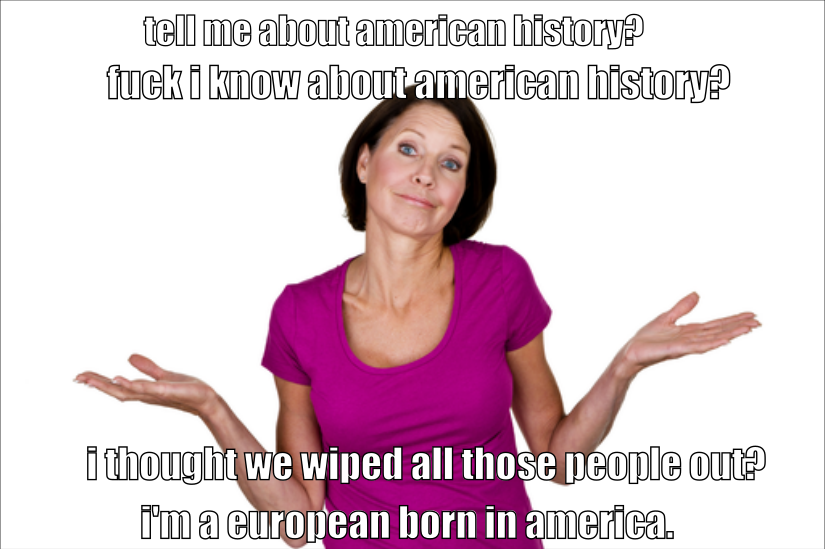 tell me about american history?
fuck i know about american history?
i thought we wiped all those people out?
i'm a european born in america.